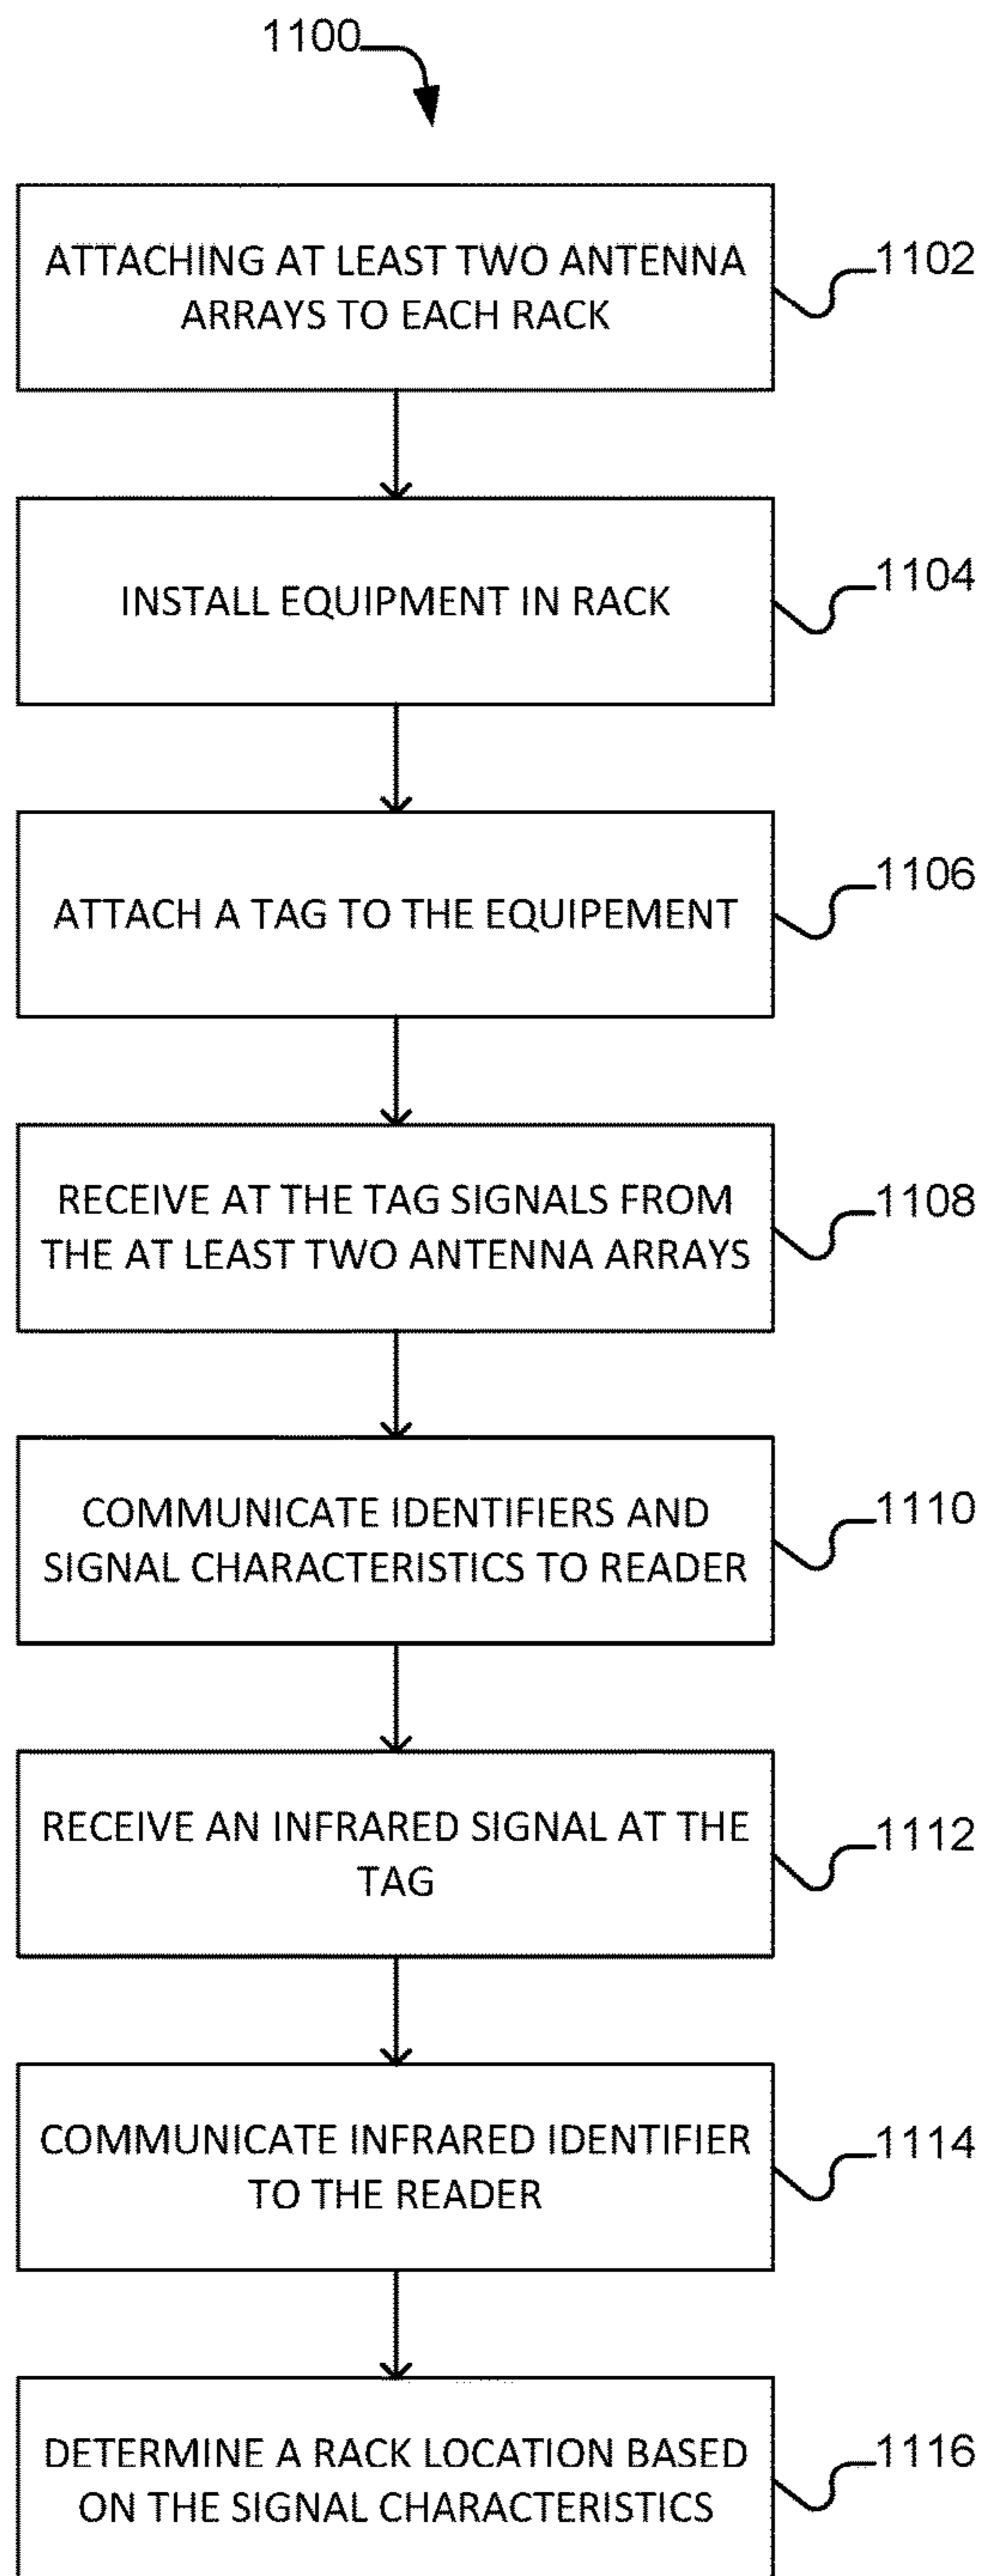 1100
ATTACHING AT LEAST TWO ANTENNA
ARRAYS TO EACH RACK
1102
INSTALL EQUIPMENT IN RACK
1104
ATTACH A TAG TO THE EQUIPEMENT
1106
RECEIVE AT THE TAG SIGNALS FROM
THE AT LEAST TWO ANTENNA ARRAYS
1108
COMMUNICATE IDENTIFIERS AND
SIGNAL CHARACTERISTICS TO READER
1110
RECEIVE AN INFRARED SIGNAL AT THE
TAG
1112
COMMUNICATE INFRARED IDENTIFIER
TO THE READER
1114
DETERMINE A RACK LOCATION BASED
ON THE SIGNAL CHARACTERISTICS
1116